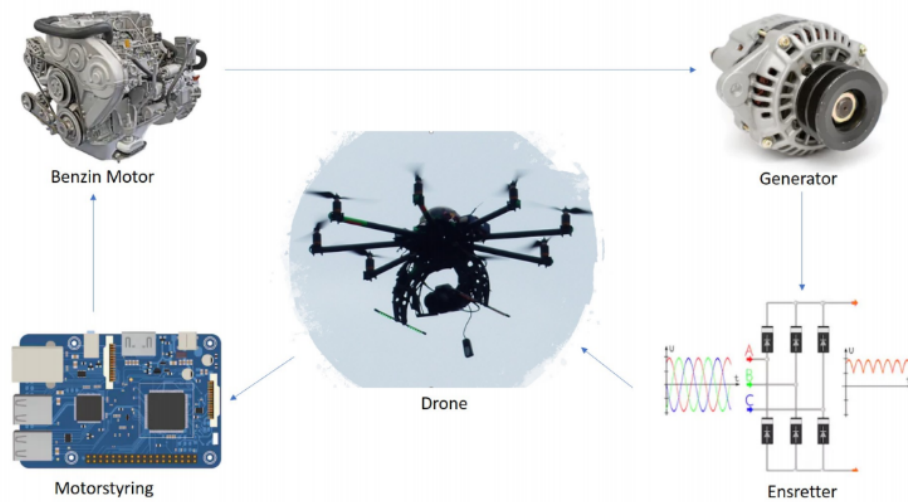 Benzin Motor
Generator
Drone
Motorstyring
Ensretter
U
t
A
B
C
U